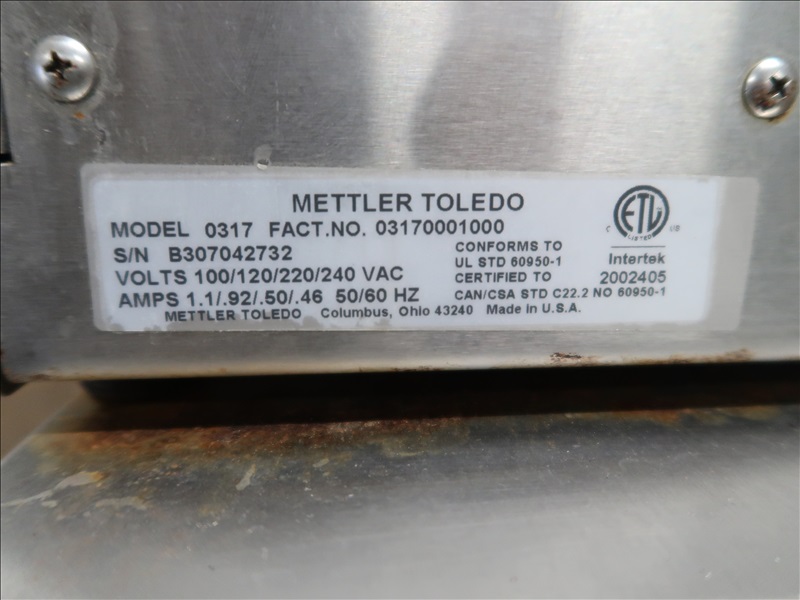 METTLER TOLEDO
MODEL 0317 FACT.NO. 03170001000
S/N B307042732
VOLTS 100/120/220/240 VAC
AMPS 1.1/.92/.50/.46 50/60 HZ
CONFORMS TO
UL STD 60950-1
CERTIFIED TO
CAN/CSA STD C22.2 NO 60950-1
C ETL US
LISTED
Intertek
2002405
METTLER TOLEDO Columbus, Ohio 43240 Made in U.S.A.